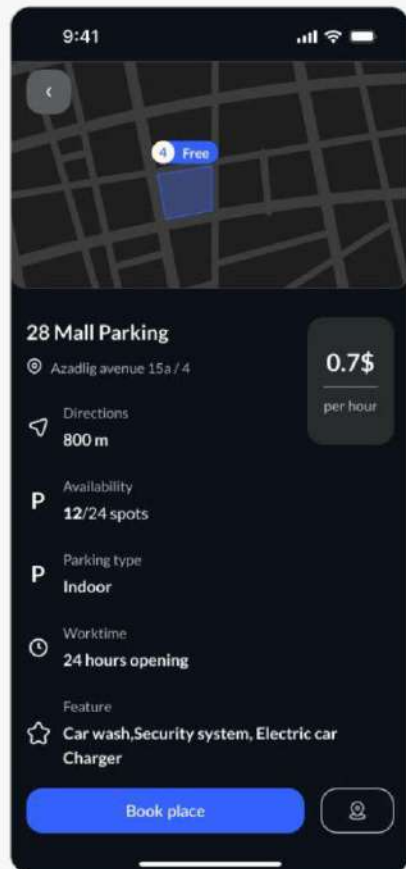 9:41
4 Free
28 Mall Parking
Azadlig avenue 15a / 4
0.7$
per hour
Directions
800 m
P
Availability
12/24 spots
P
Parking type
Indoor
Worktime
24 hours opening
Feature
Car wash,Security system, Electric car
Charger
Book place